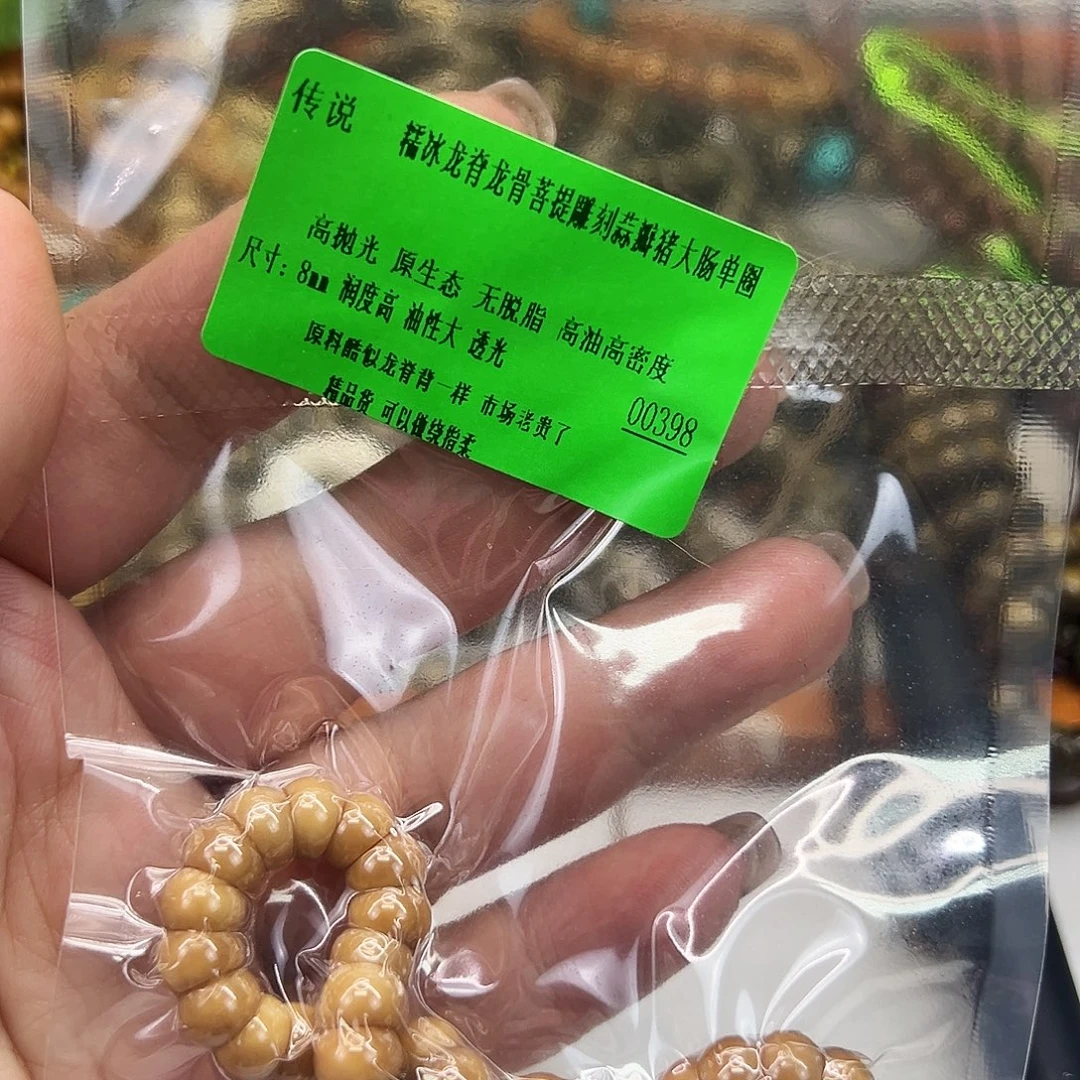 传说
糯冰龙脊龙骨菩提雕刻蒜瓣猪大肠单圈
高抛光 原生态 无脱脂 高油高密度
尺寸：8mm 润度高 油性大 透光
原料酷似龙脊背一样 市场老贵了
精品货 可以做绕指柔
00398